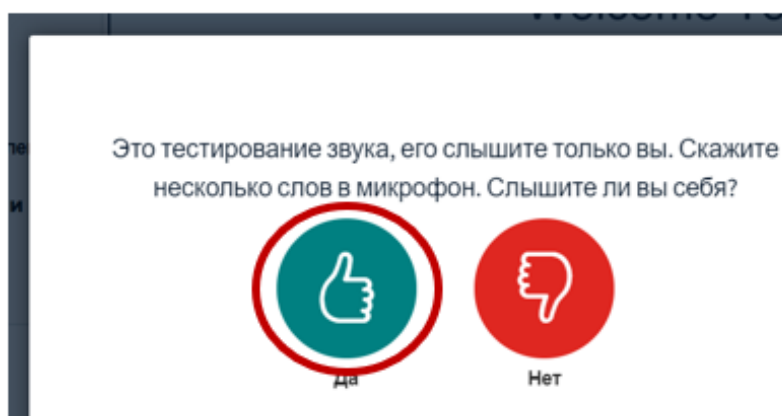 Это тестирование звука, его слышите только вы. Скажите
несколько слов в микрофон. Слышите ли вы себя?
Да
Нет